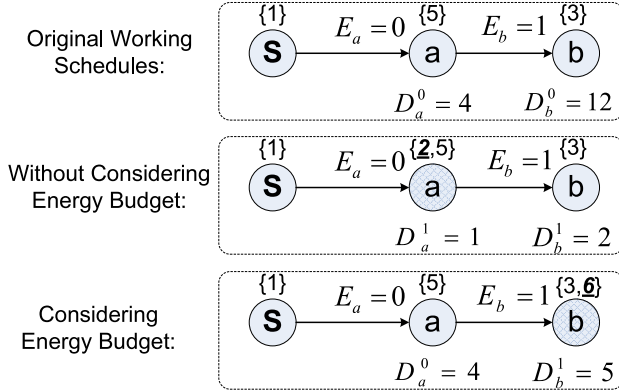 Original Working
Schedules:
{1} E_a = 0 {5} E_b = 1 {3}
S a b
D_a^0 = 4 D_b^0 = 12
Without Considering
Energy Budget:
{1} E_a = 0 {2,5} E_b = 1 {3}
S a b
D_a^1 = 1 D_b^1 = 2
Considering
Energy Budget:
{1} E_a = 0 {5} E_b = 1 {3,6}
S a b
D_a^0 = 4 D_b^1 = 5